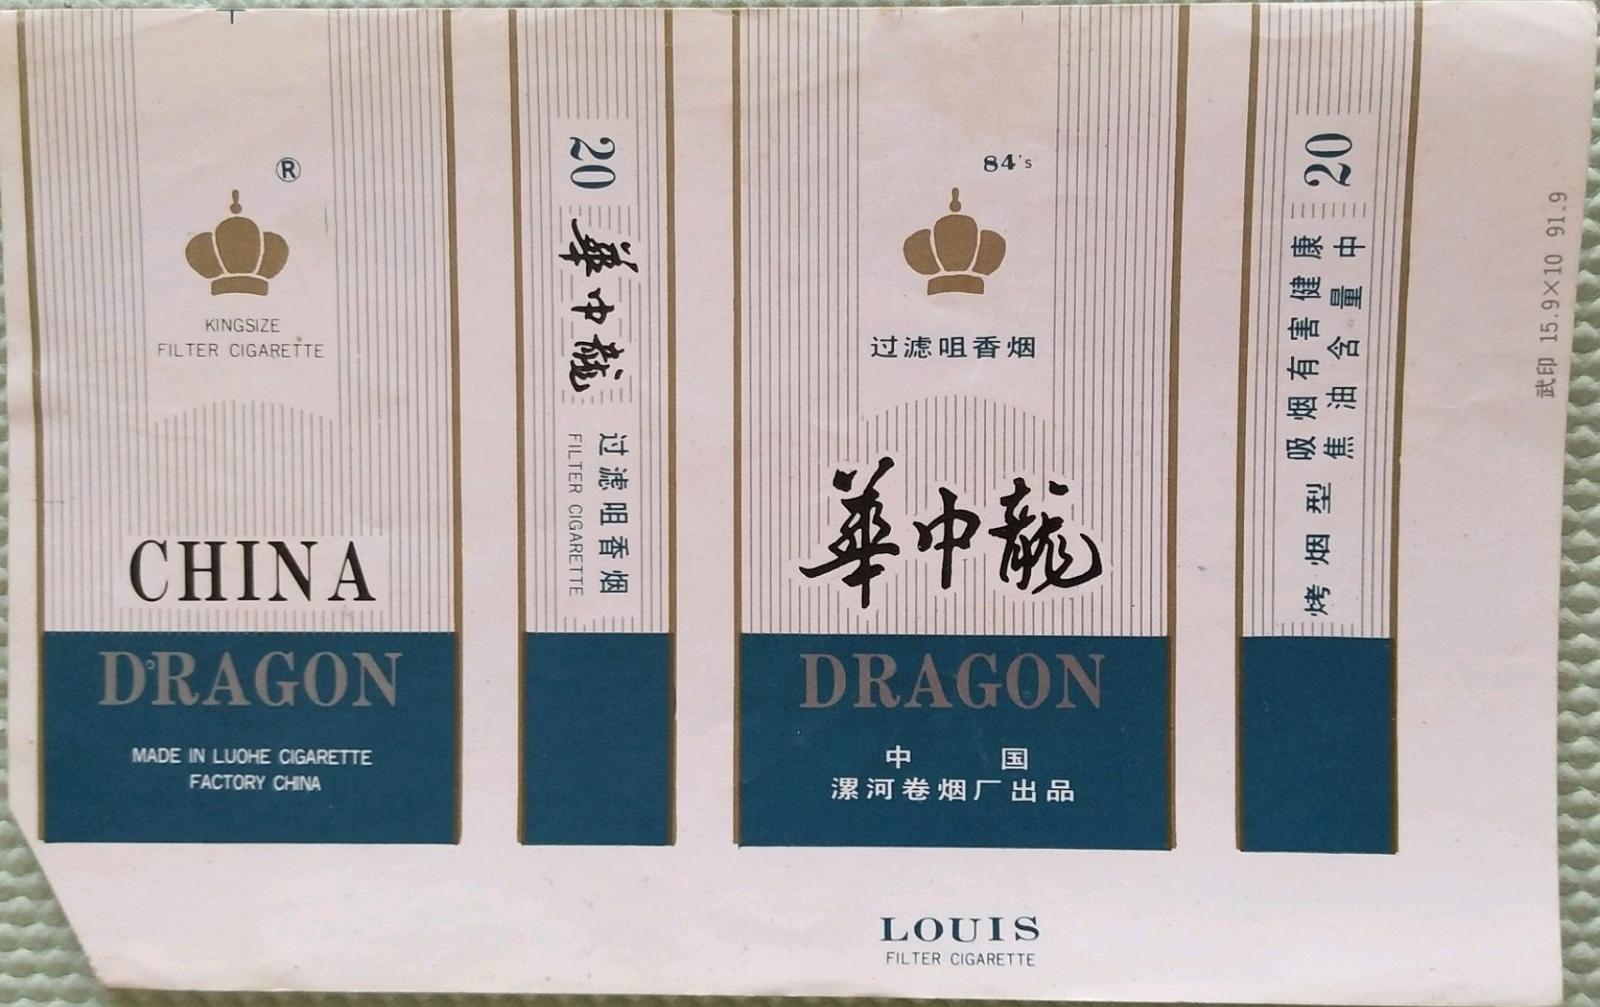 ®
KINGSIZE
FILTER CIGARETTE
CHINA
DRAGON
MADE IN LUOHE CIGARETTE
FACTORY CHINA
20
華中龍
过滤咀香烟
FILTER CIGARETTE
84's
过滤咀香烟
華中龍
DRAGON
中 国
漯河卷烟厂出品
LOUIS
FILTER CIGARETTE
20
吸烟有害健康
焦油含量中
烤烟型
武印 15.9×10 91.9